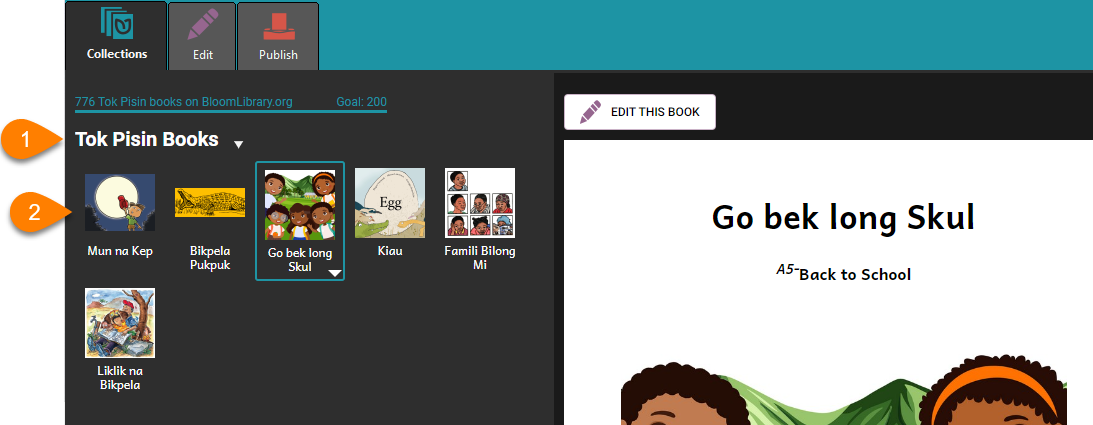 Collections
Edit
Publish
776 Tok Pisin books on BloomLibrary.org
Goal: 200
1
Tok Pisin Books
2
Mun na Kep
Bikpela
Pukpuk
Go bek long
Skul
Egg
Kiau
Famili Bilong
Mi
Liklik na
Bikpela
EDIT THIS BOOK
Go bek long Skul
A5-Back to School